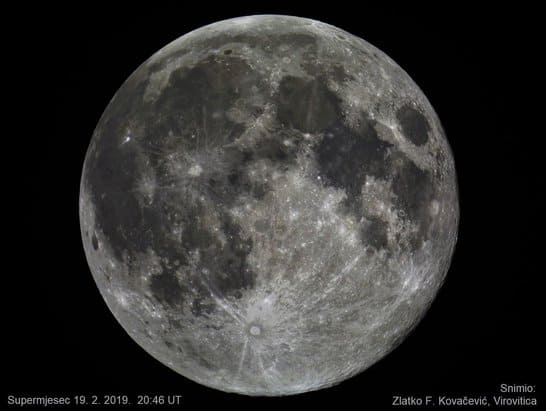 Supermjesec 19. 2. 2019.  20:46 UT
Snimio:
Zlatko F. Kovačević, Virovitica